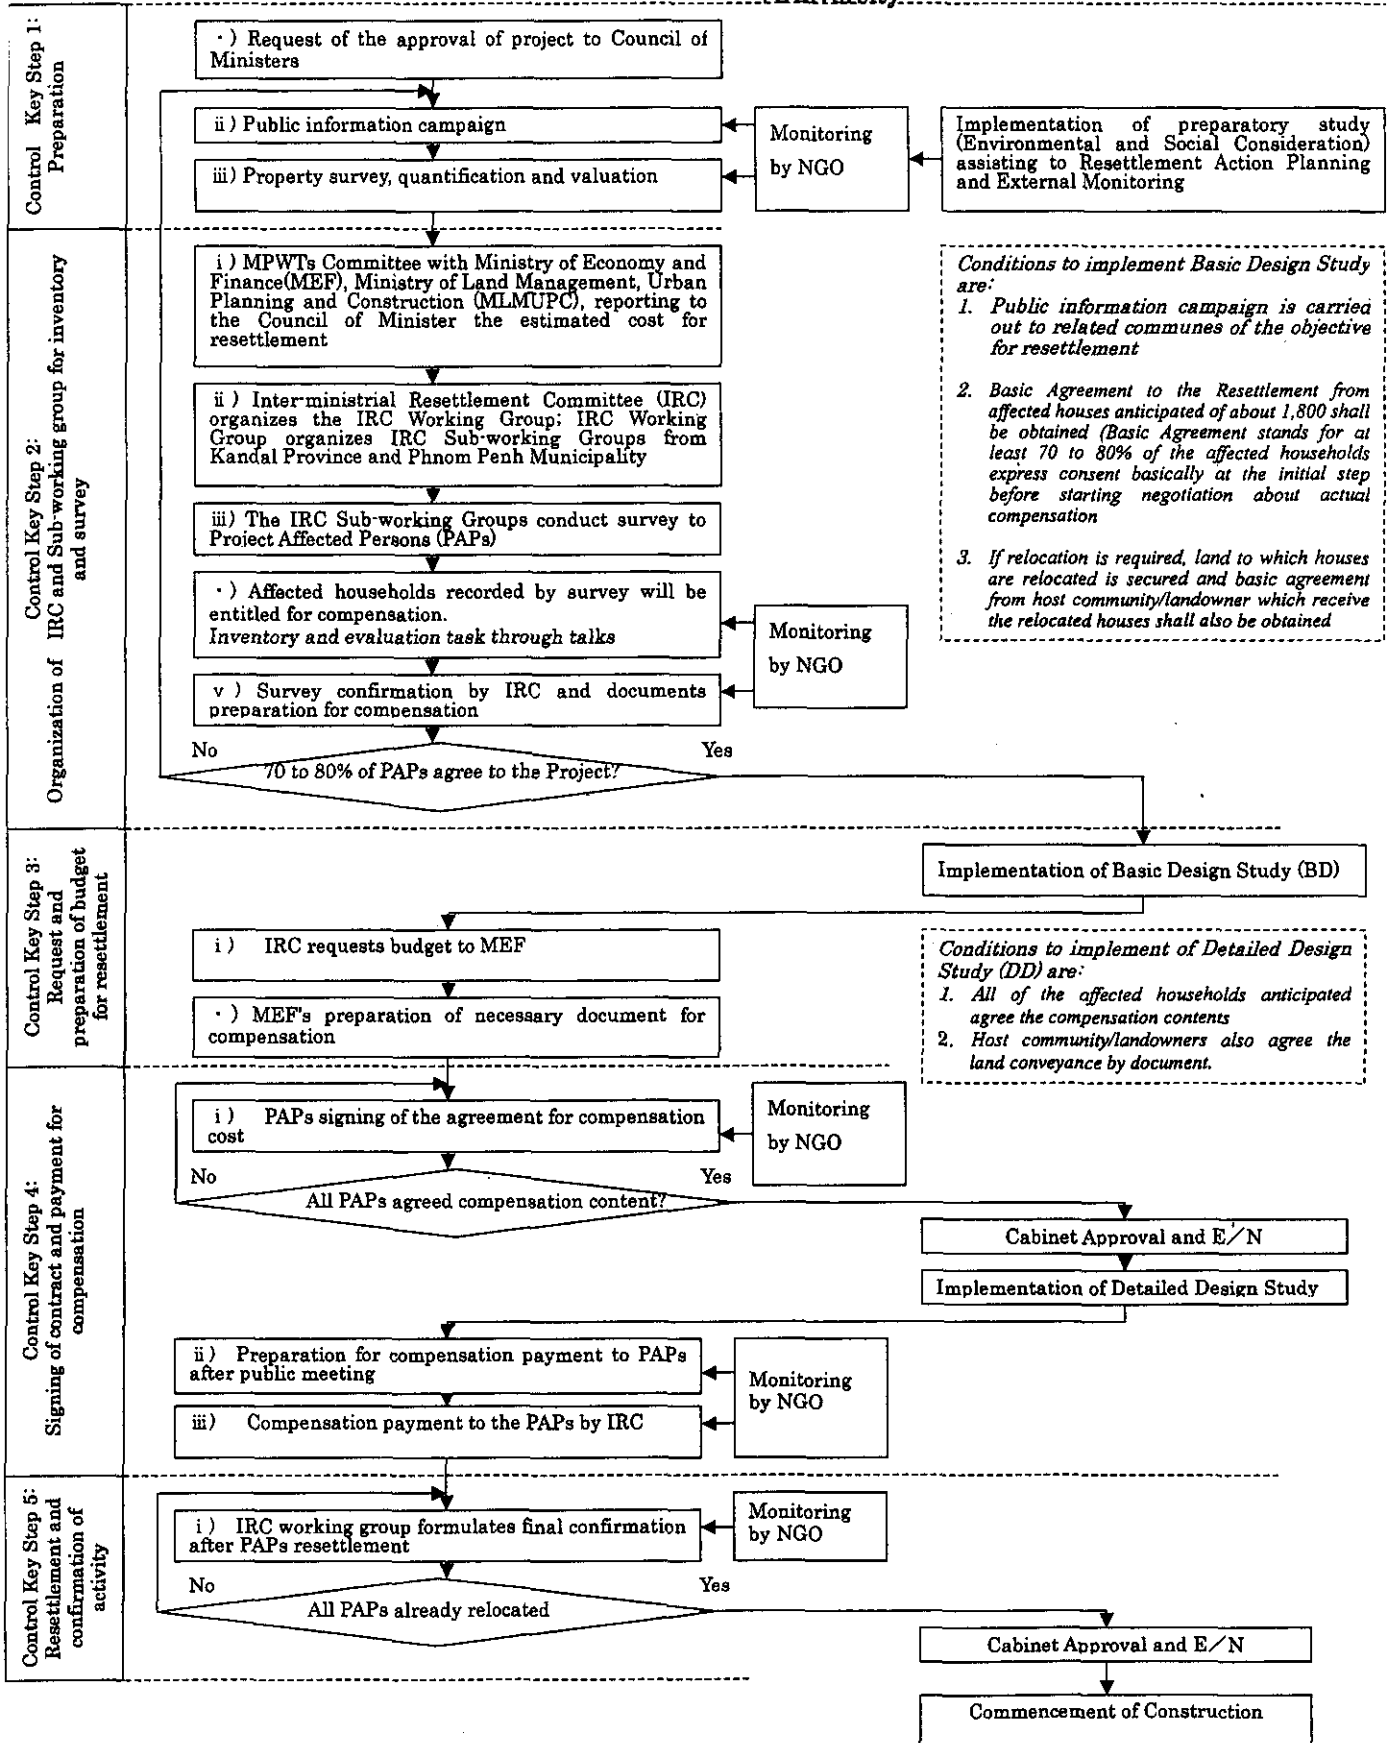 Control Key Step 1:
Preparation
・) Request of the approval of project to Council of
Ministers
ii) Public information campaign
iii) Property survey, quantification and valuation
Monitoring
by NGO
Implementation of preparatory study
(Environmental and Social Consideration)
assisting to Resettlement Action Planning
and External Monitoring
Control Key Step 2:
Organization of IRC and Sub-working group for inventory
and survey
i) MPWTs Committee with Ministry of Economy and
Finance(MEF), Ministry of Land Management, Urban
Planning and Construction (MLMUPC), reporting to
the Council of Minister the estimated cost for
resettlement
ii) Inter-ministrial Resettlement Committee (IRC)
organizes the IRC Working Group; IRC Working
Group organizes IRC Sub-working Groups from
Kandal Province and Phnom Penh Municipality
iii) The IRC Sub-working Groups conduct survey to
Project Affected Persons (PAPs)
・) Affected households recorded by survey will be
entitled for compensation.
Inventory and evaluation task through talks
v) Survey confirmation by IRC and documents
preparation for compensation
Monitoring
by NGO
No
Yes
70 to 80% of PAPs agree to the Project?
Conditions to implement Basic Design Study
are:
1. Public information campaign is carried
out to related communes of the objective
for resettlement
2. Basic Agreement to the Resettlement from
affected houses anticipated of about 1,800 shall
be obtained (Basic Agreement stands for at
least 70 to 80% of the affected households
express consent basically at the initial step
before starting negotiation about actual
compensation
3. If relocation is required, land to which houses
are relocated is secured and basic agreement
from host community/landowner which receive
the relocated houses shall also be obtained
Control Key Step 3:
Request and
preparation of budget
for resettlement
Implementation of Basic Design Study (BD)
i) IRC requests budget to MEF
・) MEF's preparation of necessary document for
compensation
Conditions to implement of Detailed Design
Study (DD) are:
1. All of the affected households anticipated
agree the compensation contents
2. Host community/landowners also agree the
land conveyance by document.
Control Key Step 4:
Signing of contract and payment for
compensation
i) PAPs signing of the agreement for compensation
cost
Monitoring
by NGO
No
Yes
All PAPs agreed compensation content?
Cabinet Approval and E/N
Implementation of Detailed Design Study
ii) Preparation for compensation payment to PAPs
after public meeting
iii) Compensation payment to the PAPs by IRC
Monitoring
by NGO
Control Key Step 5:
Resettlement and
confirmation of
activity
i) IRC working group formulates final confirmation
after PAPs resettlement
Monitoring
by NGO
No
Yes
All PAPs already relocated
Cabinet Approval and E/N
Commencement of Construction